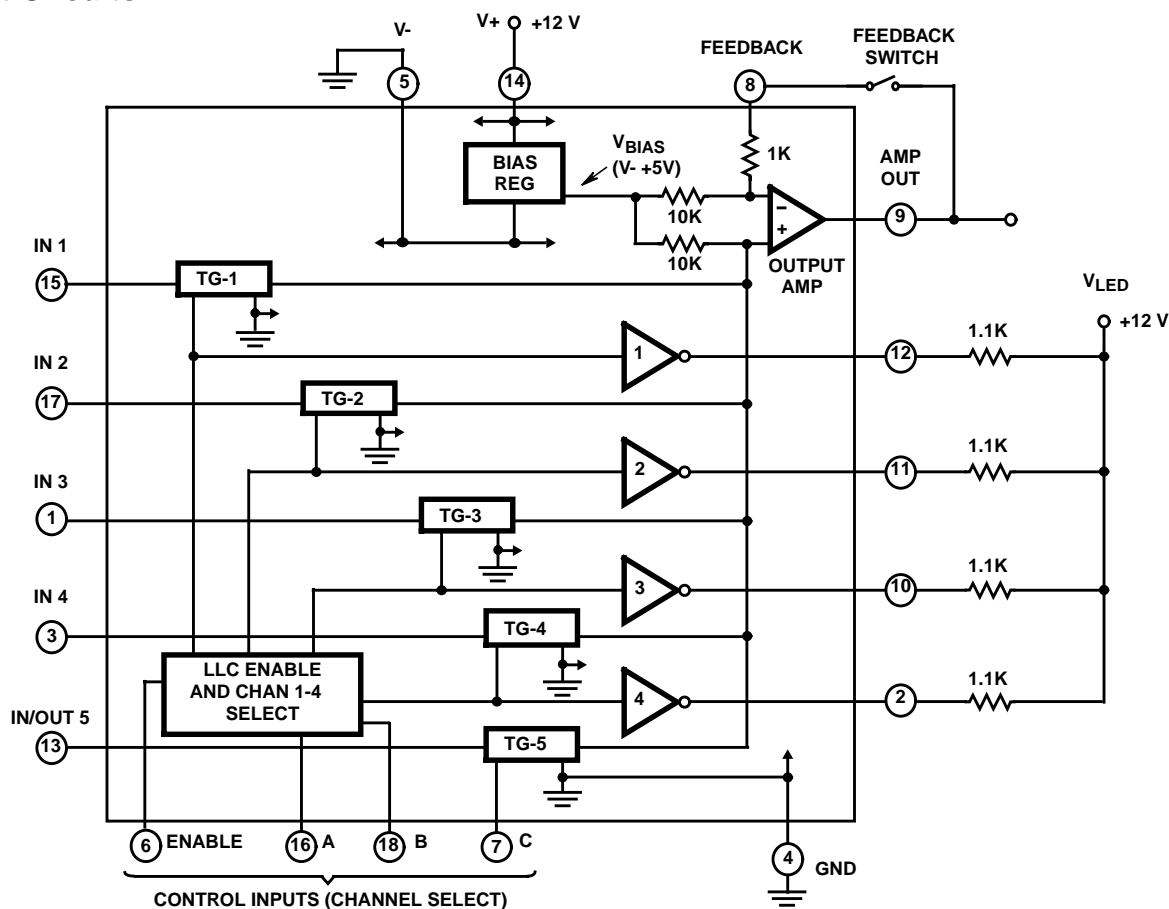 V+
+12 V
V-
FEEDBACK
FEEDBACK
SWITCH
5
14
8
BIAS
REG
VBIAS
(V- +5V)
1K
AMP
OUT
10K
10K
−
+
9
OUTPUT
AMP
IN 1
15
TG-1
VLED
+12 V
1
12
1.1K
IN 2
17
TG-2
2
11
1.1K
IN 3
1
TG-3
3
10
1.1K
IN 4
3
TG-4
LLC ENABLE
AND CHAN 1-4
SELECT
4
2
1.1K
IN/OUT 5
13
TG-5
6
ENABLE
16
A
18
B
7
C
4
GND
CONTROL INPUTS (CHANNEL SELECT)